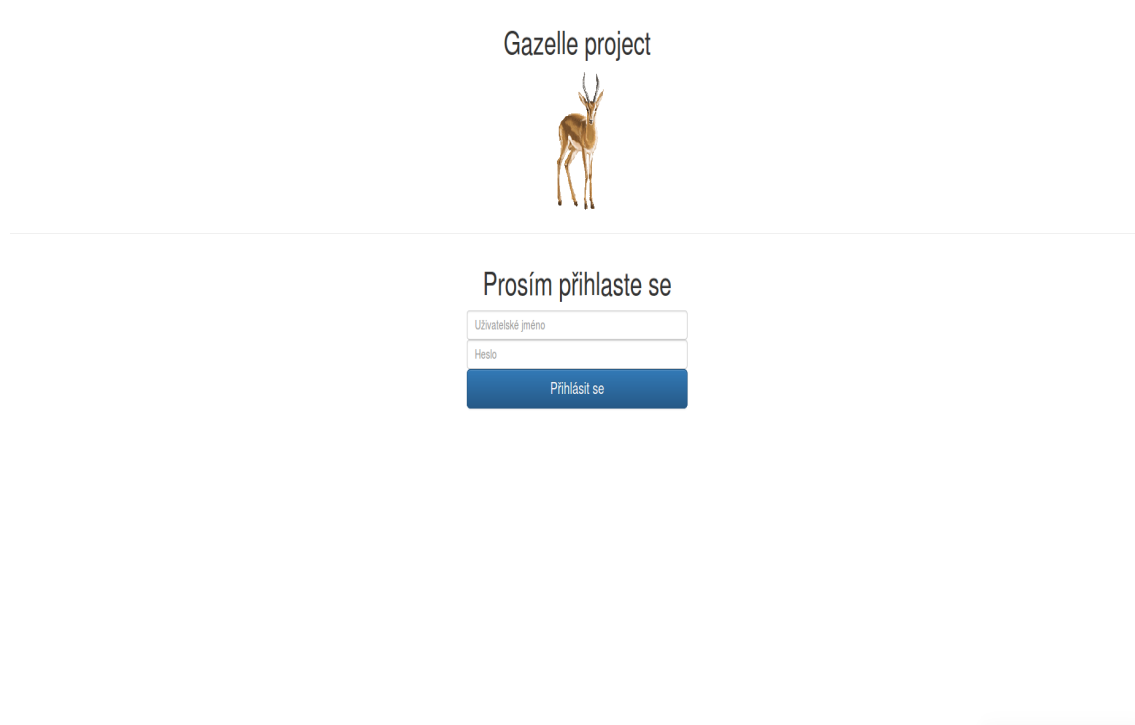 Gazelle project
Prosím přihlaste se
Uživatelské jméno
Heslo
Přihlásit se